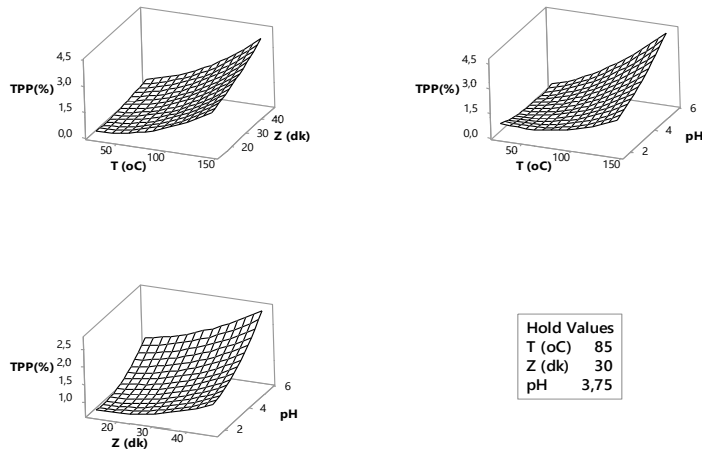 4,5
3,0
TPP(%)
1,5
0,0
50
100
150
T (oC)
20
30
40
Z (dk)
4,5
3,0
TPP(%)
1,5
0,0
50
100
150
T (oC)
2
4
6
pH
2,5
2,0
TPP(%)
1,5
1,0
20
30
40
Z (dk)
2
4
6
pH
Hold Values
T (oC) 85
Z (dk) 30
pH 3,75